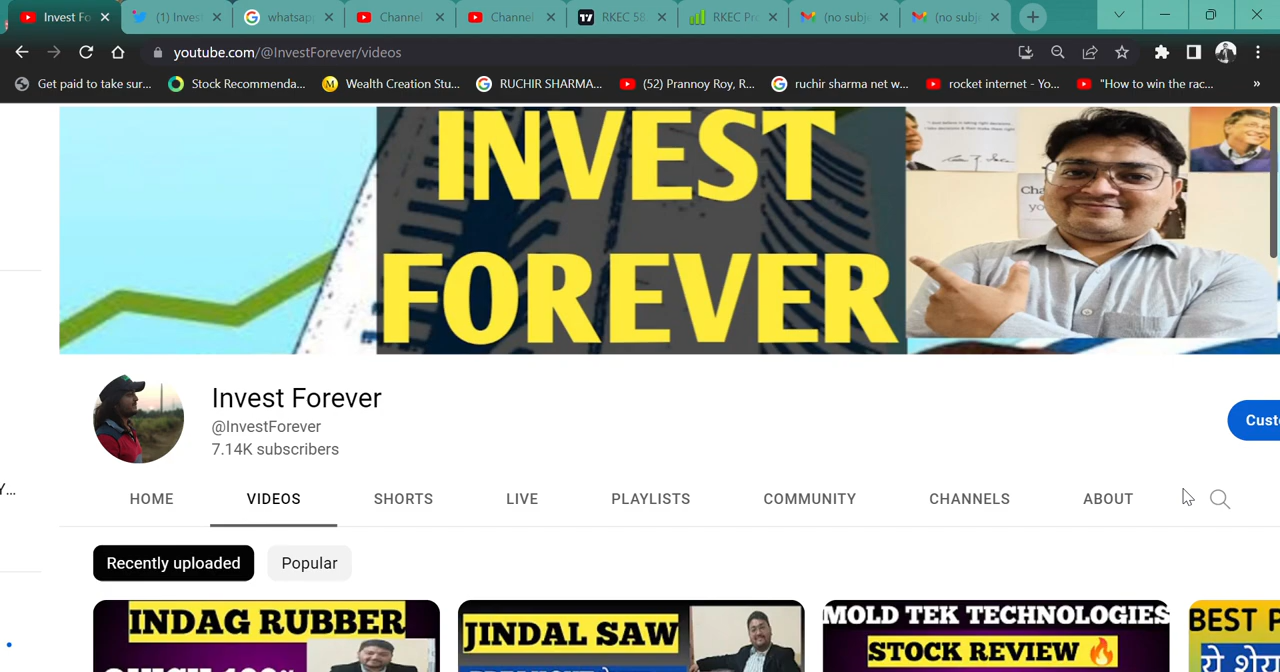 Invest Fo
(1) Invest
whatsapp
Channel
Channel
RKEC 58
RKEC Pr
(no subj
(no subj
youtube.com/@InvestForever/videos
Get paid to take sur...
Stock Recommenda...
Wealth Creation Stu...
RUCHIR SHARMA...
(52) Prannoy Roy, R...
ruchir sharma net w...
rocket internet - Yo...
"How to win the rac...
»
INVEST
FOREVER
Invest Forever
@InvestForever
7.14K subscribers
Custo
Y...
HOME VIDEOS SHORTS LIVE PLAYLISTS COMMUNITY CHANNELS ABOUT
Recently uploaded Popular
INDAG RUBBER
JINDAL SAW
MOLD TEK TECHNOLOGIES
STOCK REVIEW
BEST P
ये शेय